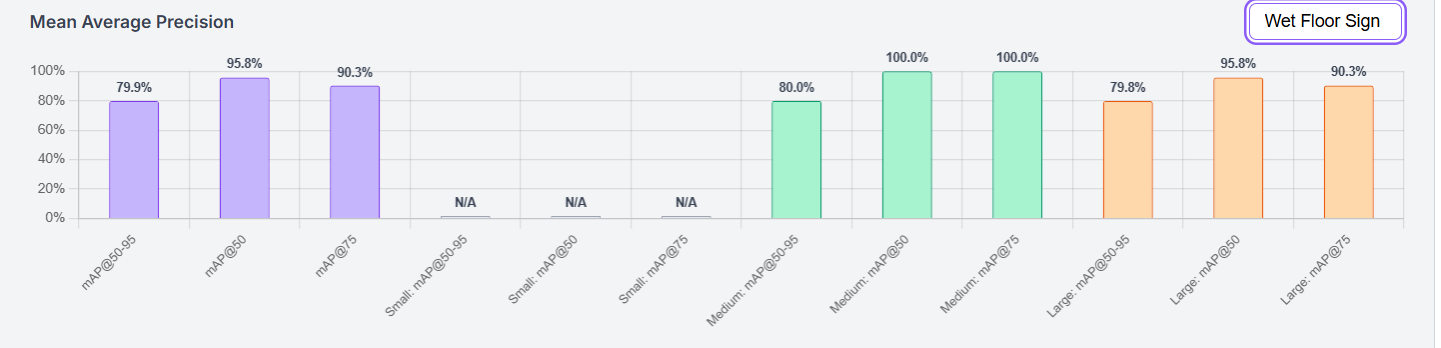 Mean Average Precision
Wet Floor Sign
100%
80%
60%
40%
20%
0%
79.9%
95.8%
90.3%
N/A
N/A
N/A
80.0%
100.0%
100.0%
79.8%
95.8%
90.3%
mAP@50-95
mAP@50
mAP@75
Small: mAP@50-95
Small: mAP@50
Small: mAP@75
Medium: mAP@50-95
Medium: mAP@50
Medium: mAP@75
Large: mAP@50-95
Large: mAP@50
Large: mAP@75